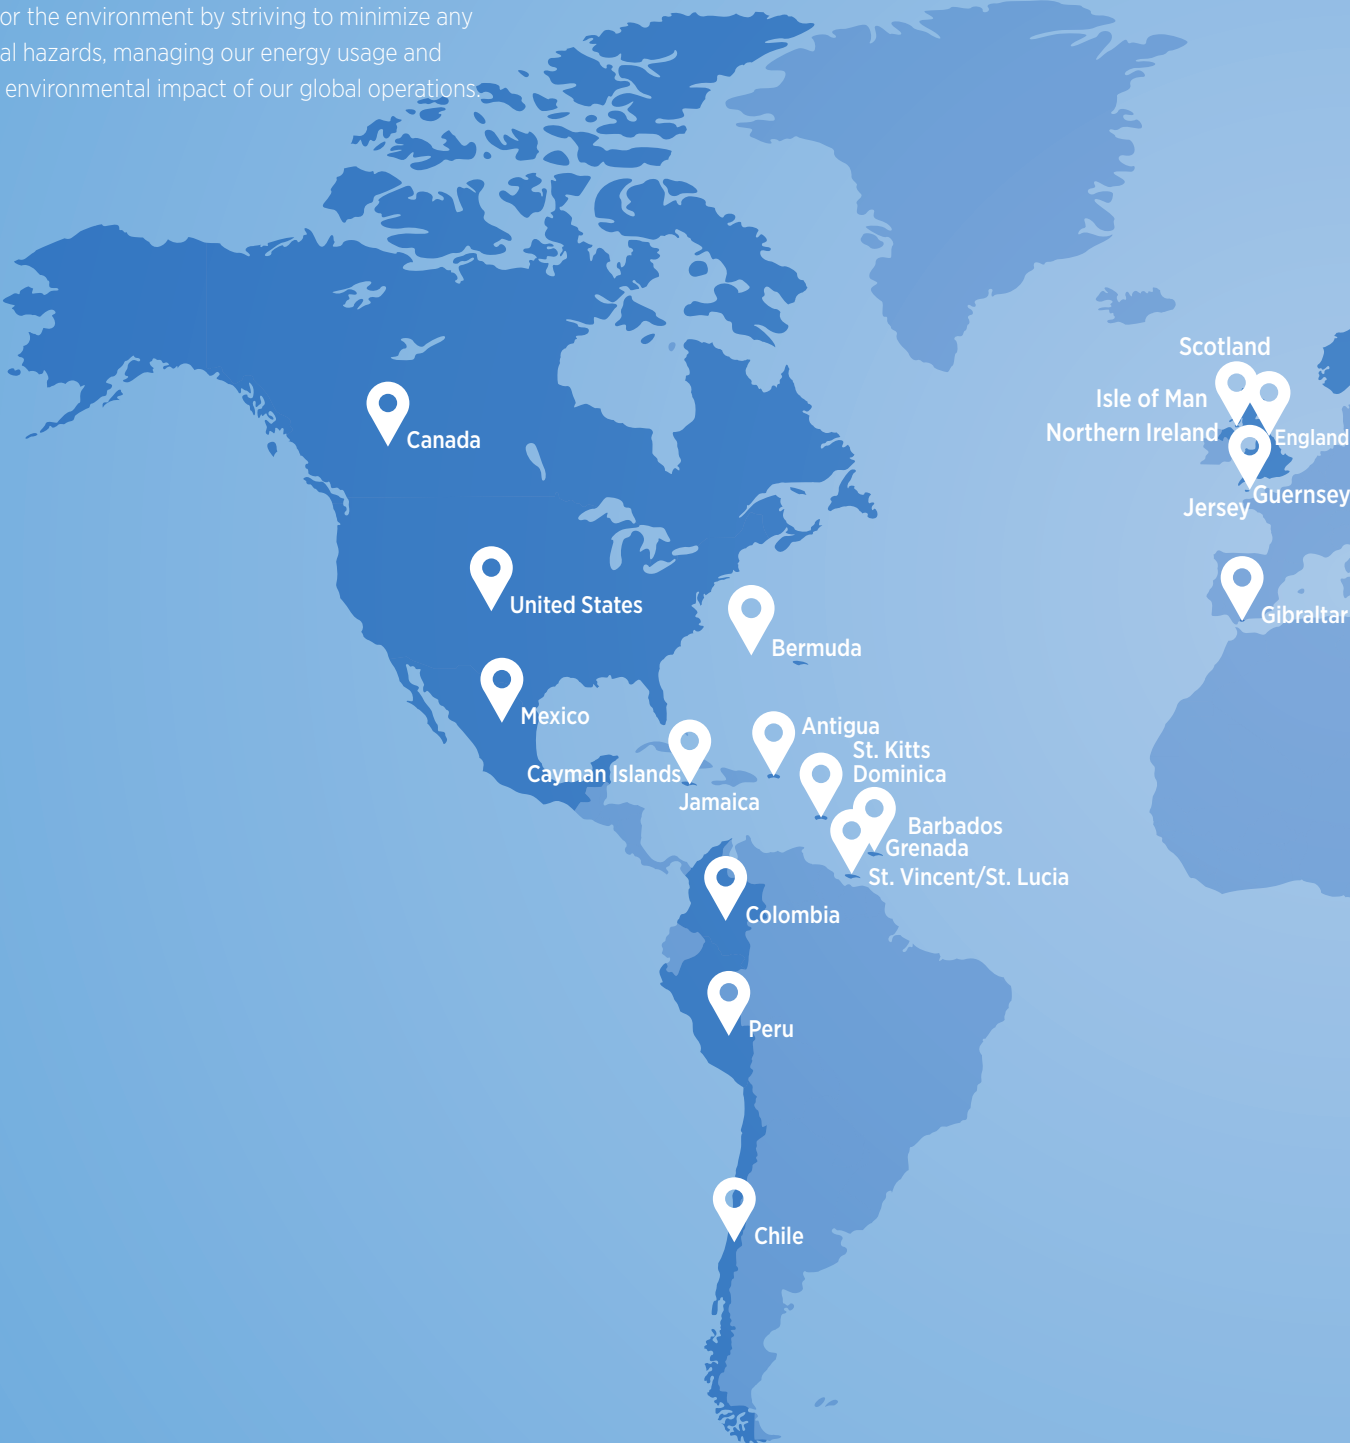 or the environment by striving to minimize any
al hazards, managing our energy usage and
environmental impact of our global operations.
Scotland
Isle of Man
Northern Ireland
England
Guernsey
Jersey
Canada
United States
Bermuda
Gibraltar
Mexico
Antigua
St. Kitts
Cayman Islands
Dominica
Jamaica
Barbados
Grenada
St. Vincent/St. Lucia
Colombia
Peru
Chile